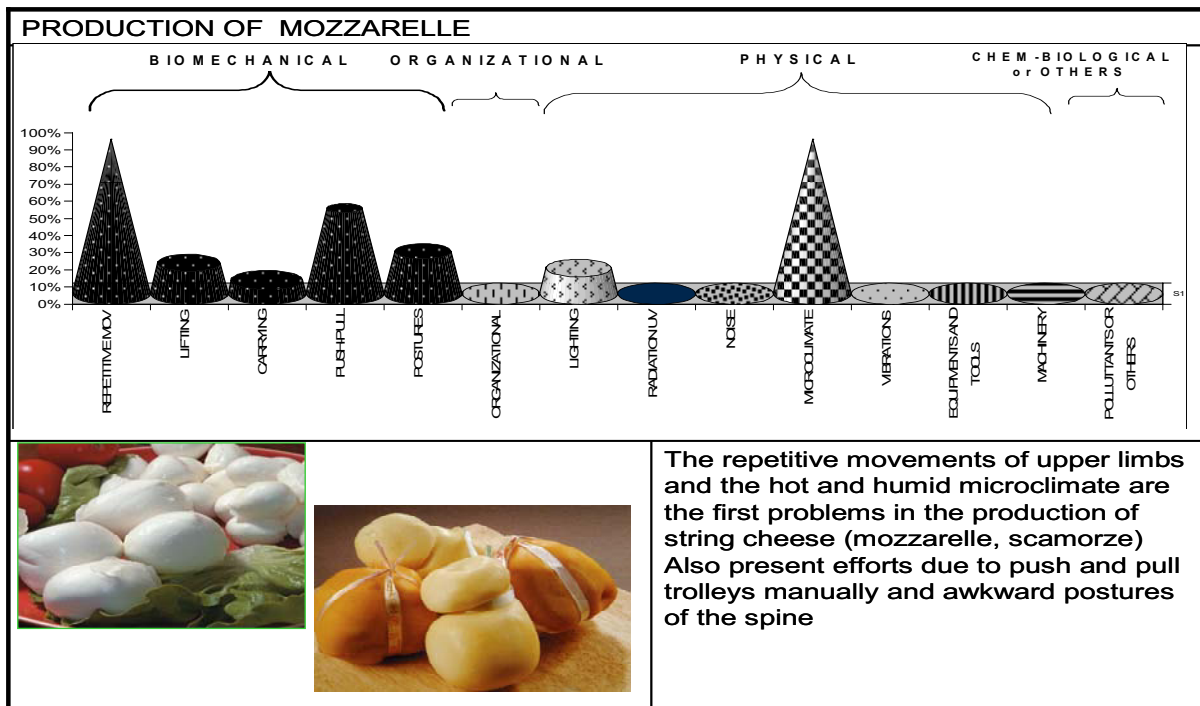 PRODUCTION OF MOZZARELLE
BIOMECHANICAL
ORGANIZATIONAL
PHYSICAL
CHEM-BIOLOGICAL
or OTHERS
100%
90%
80%
70%
60%
50%
40%
30%
20%
10%
0%
S1
REPETITIVE MOV
LIFTING
CARRYING
PUSH PULL
POSTURES
ORGANIZATIONAL
LIGHTING
RADIATION UV
NOISE
MICROCLIMATE
VIBRATIONS
EQUIPMENTS AND
TOOLS
MACHINERY
POLLUTTANTS OR
OTHERS
The repetitive movements of upper limbs
and the hot and humid microclimate are
the first problems in the production of
string cheese (mozzarelle, scamorze)
Also present efforts due to push and pull
trolleys manually and awkward postures
of the spine